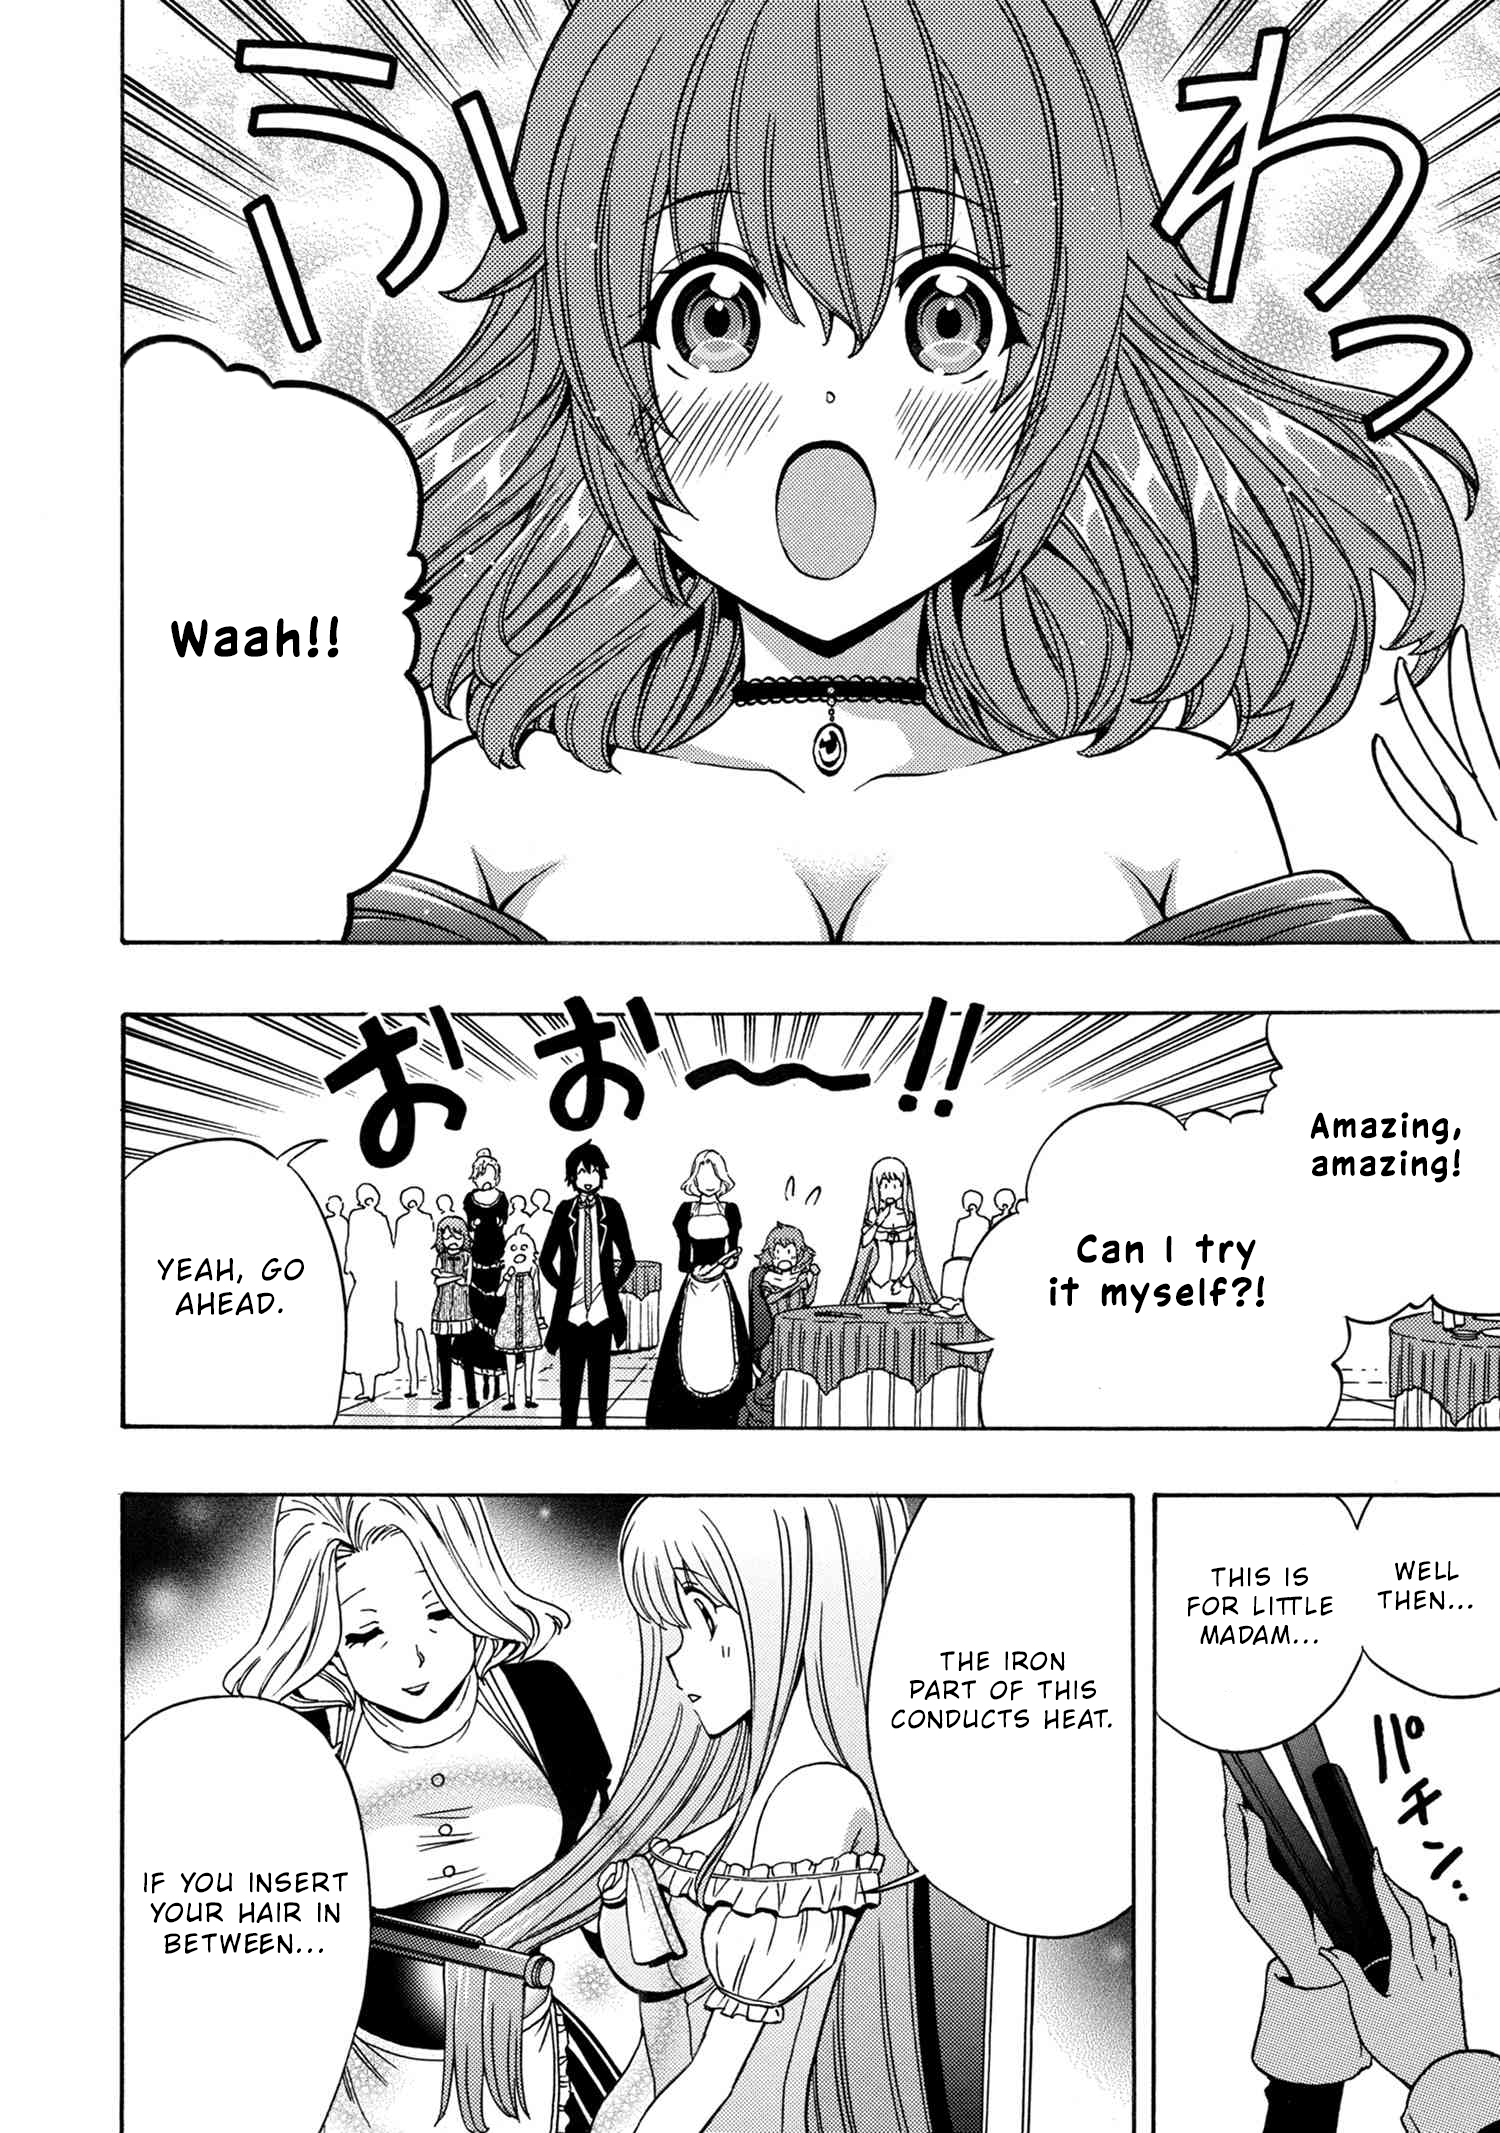 わっ
うっ
Waah!!
おお〜!!
Amazing,
amazing!
Can I try
it myself?!
YEAH, GO
AHEAD.
WELL
THEN...
THIS IS
FOR LITTLE
MADAM...
パチン..
THE IRON
PART OF THIS
CONDUCTS HEAT.
IF YOU INSERT
YOUR HAIR IN
BETWEEN...